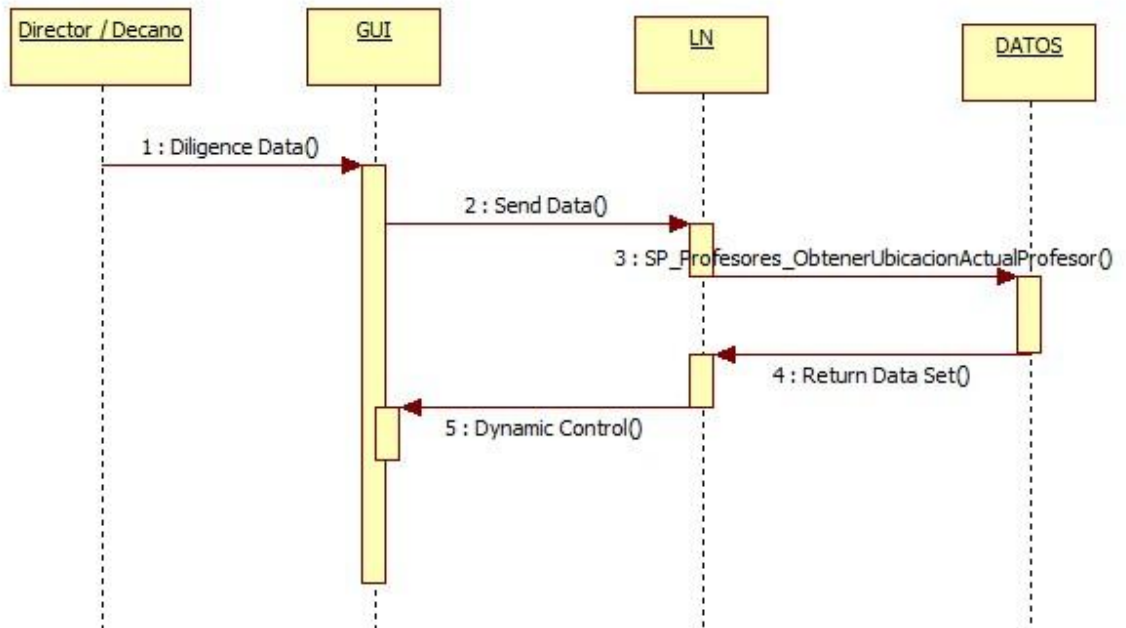 Director / Decano
GUI
LN
DATOS
1 : Diligence Data()
2 : Send Data()
3 : SP_Profesores_ObtenerUbicacionActualProfesor()
4 : Return Data Set()
5 : Dynamic Control()